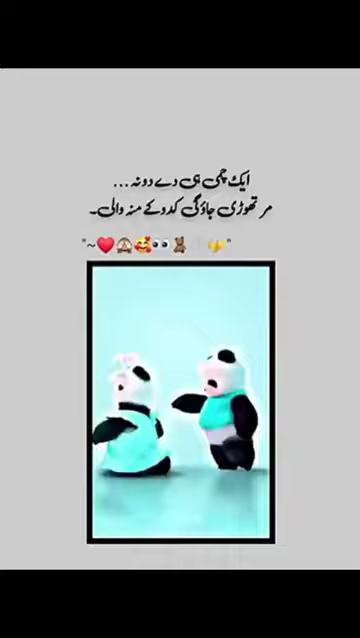 ایک چمی ہی دے دو نہ...
مر تھوڑی جاؤ گی کدو کے منہ والی۔
"~❤️🙈🥰👀🧸🤍👐"